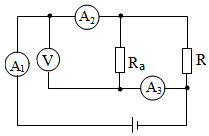 A₂
A₁ V Rₐ R
A₃